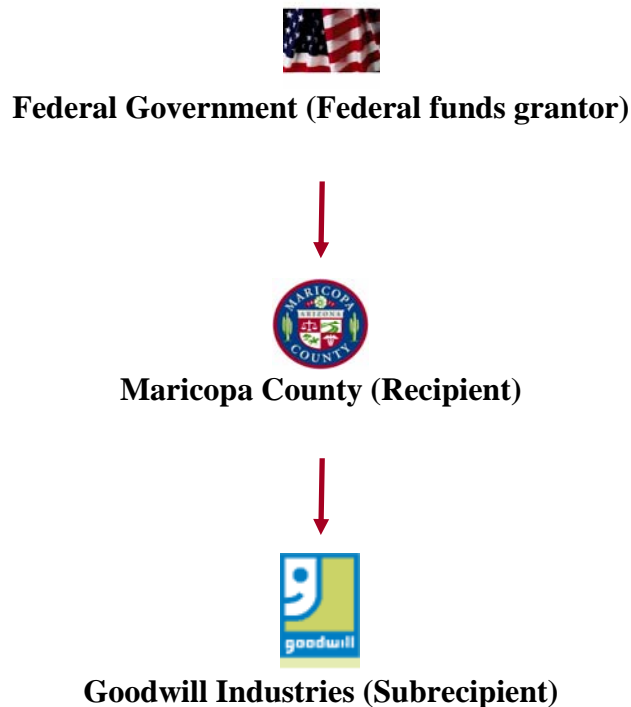 Federal Government (Federal funds grantor)
MARICOPA
ARIZONA
COUNTY
Maricopa County (Recipient)
goodwill
Goodwill Industries (Subrecipient)